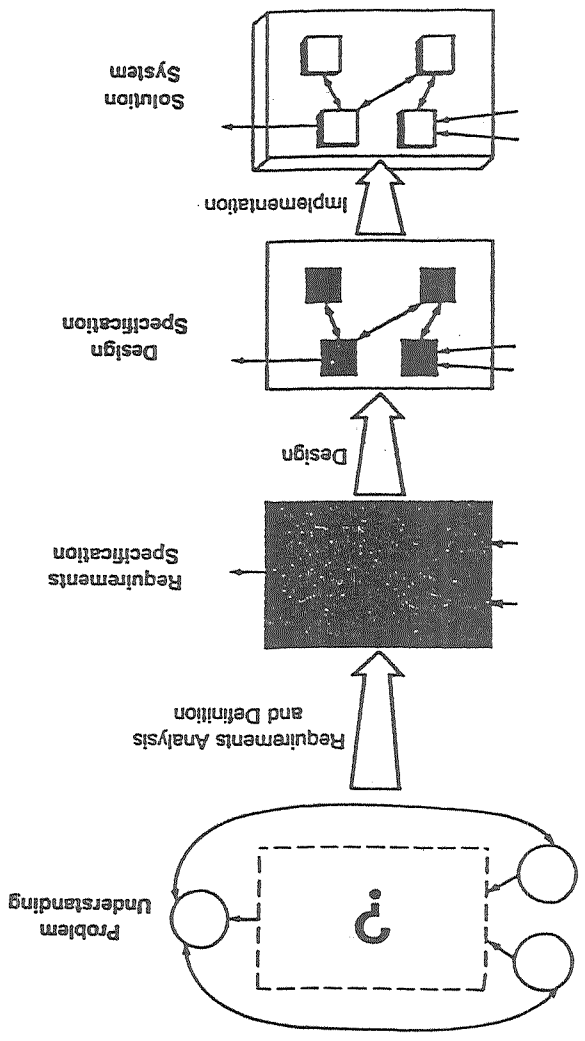 Problem
Understanding
?
Requirements Analysis
and Definition
Requirements
Specification
Design
Design
Specification
Implementation
Solution
System